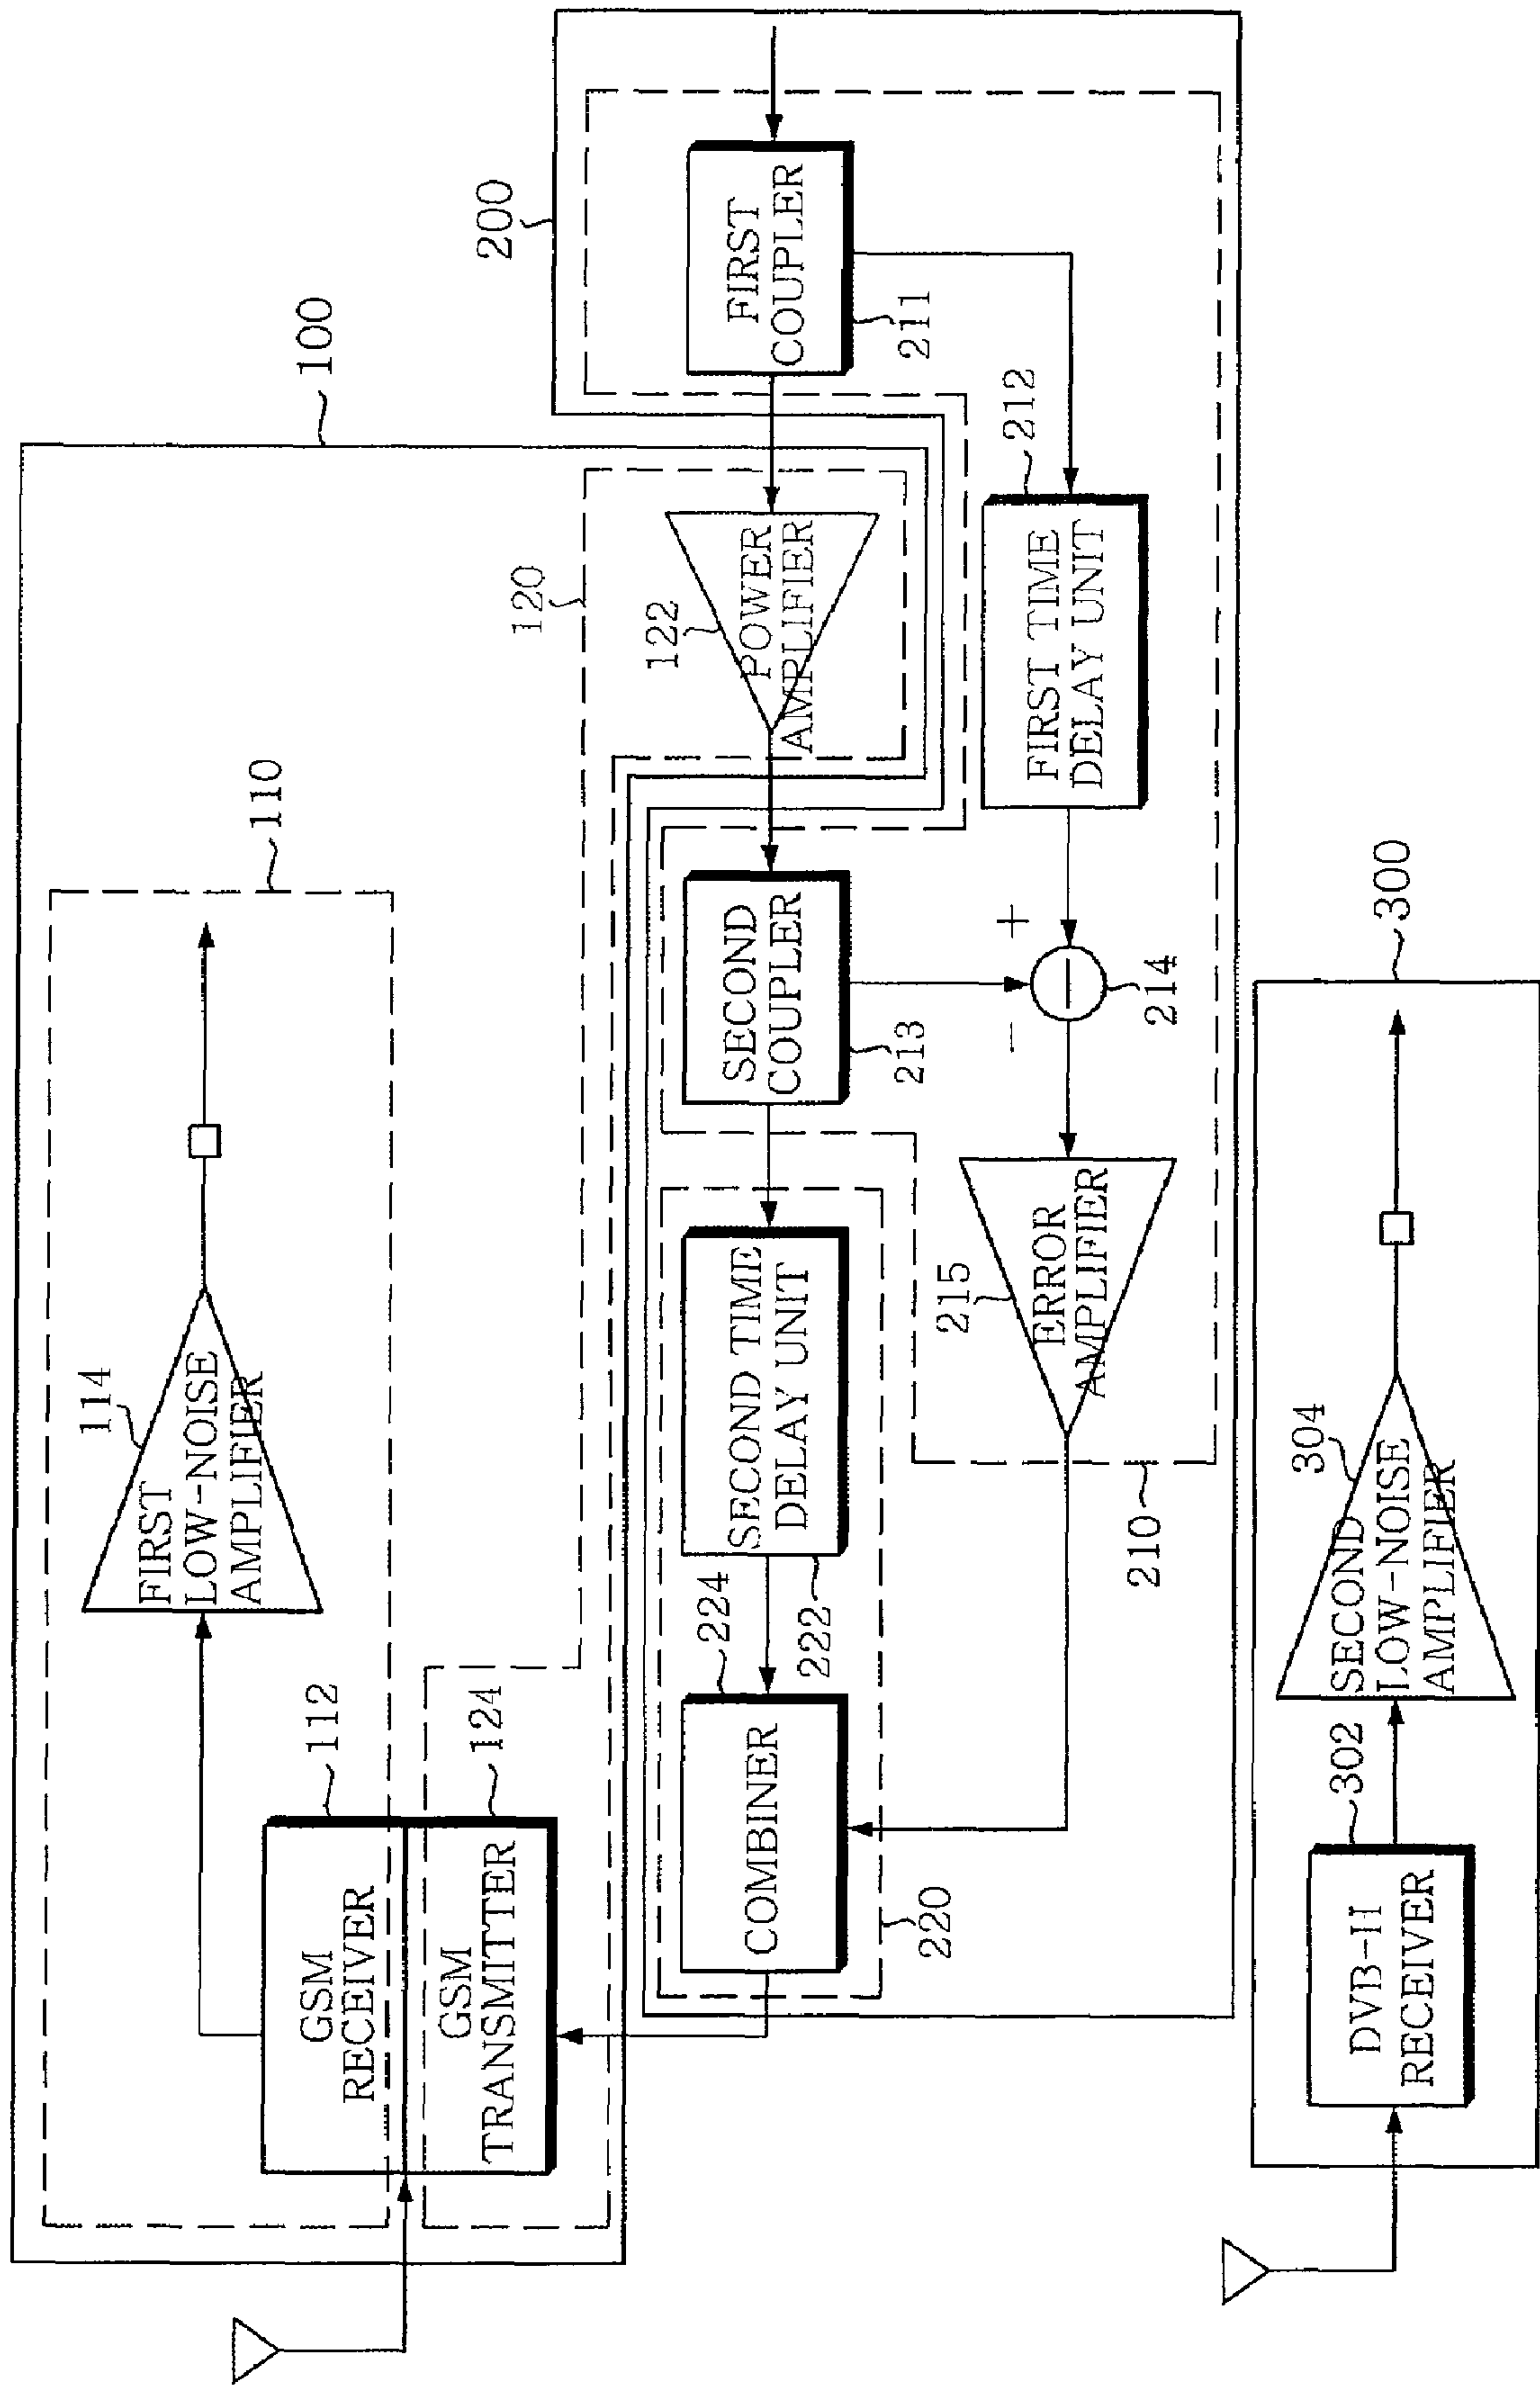 100
110
114
FIRST
LOW-NOISE
AMPLIFIER
112
GSM
RECEIVER
124
GSM
TRANSMITTER
120
122
POWER
AMPLIFIER
200
FIRST
COUPLER
211
212
FIRST TIME
DELAY UNIT
SECOND
COUPLER
213
+
-
214
215
ERROR
AMPLIFIER
210
SECOND TIME
DELAY UNIT
222
224
COMBINER
220
300
304
SECOND
LOW-NOISE
AMPLIFIER
302
DVB-H
RECEIVER